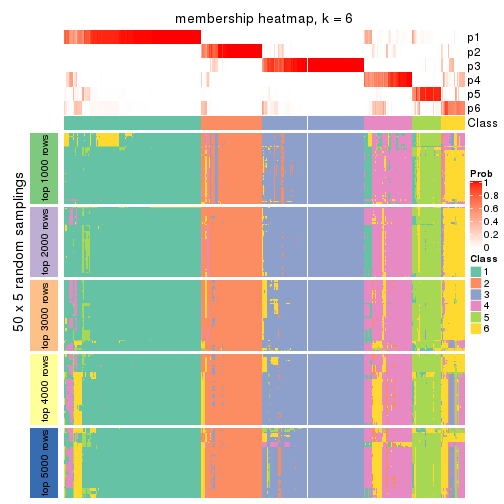 membership heatmap, k = 6
p1
p2
p3
p4
p5
p6
Class
50 x 5 random samplings
top 1000 rows
top 2000 rows
top 3000 rows
top 4000 rows
top 5000 rows
Prob
1
0.8
0.6
0.4
0.2
0
Class
1
2
3
4
5
6